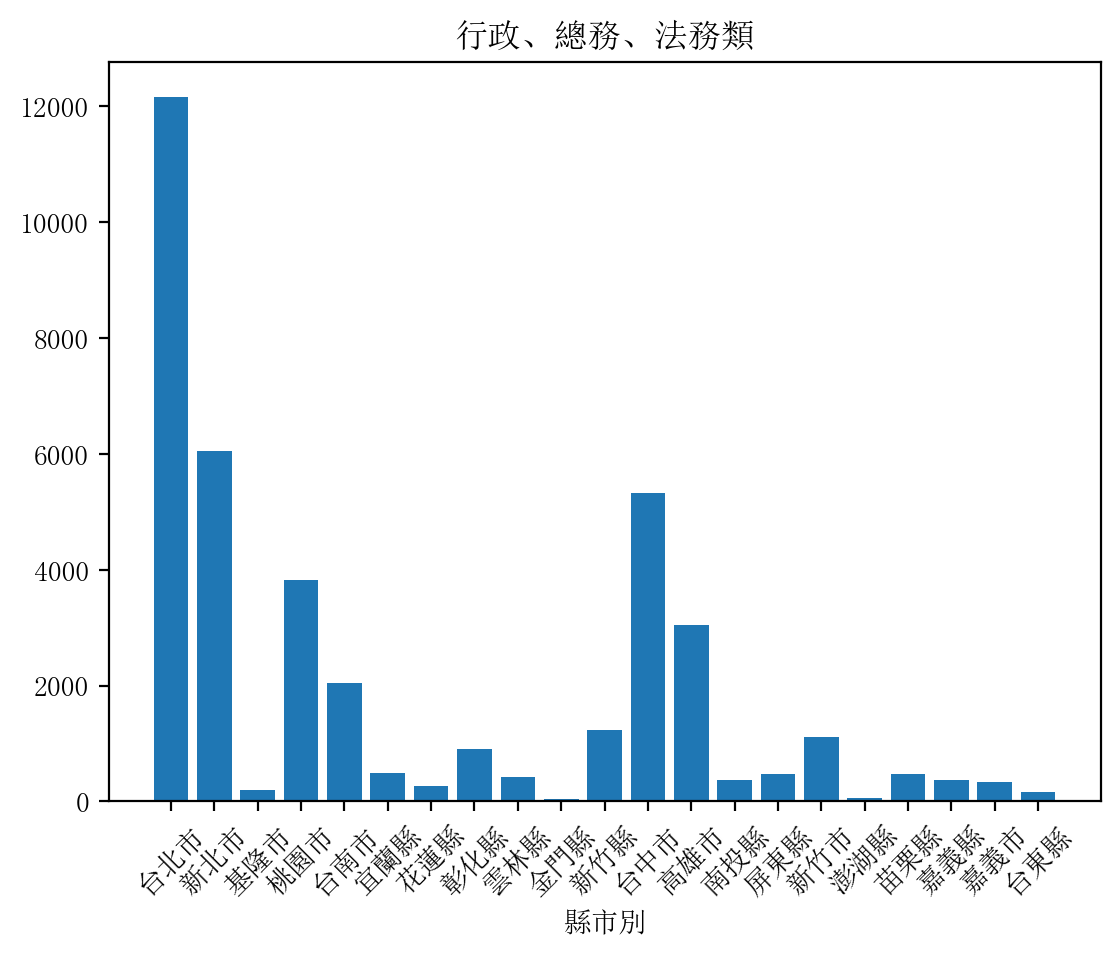 行政、總務、法務類
12000
10000
8000
6000
4000
2000
0
台北市
新北市
基隆市
桃園市
台南市
宜蘭縣
花蓮縣
彰化縣
雲林縣
金門縣
新竹縣
台中市
高雄市
南投縣
屏東縣
新竹市
澎湖縣
苗栗縣
嘉義縣
嘉義市
台東縣
縣市別